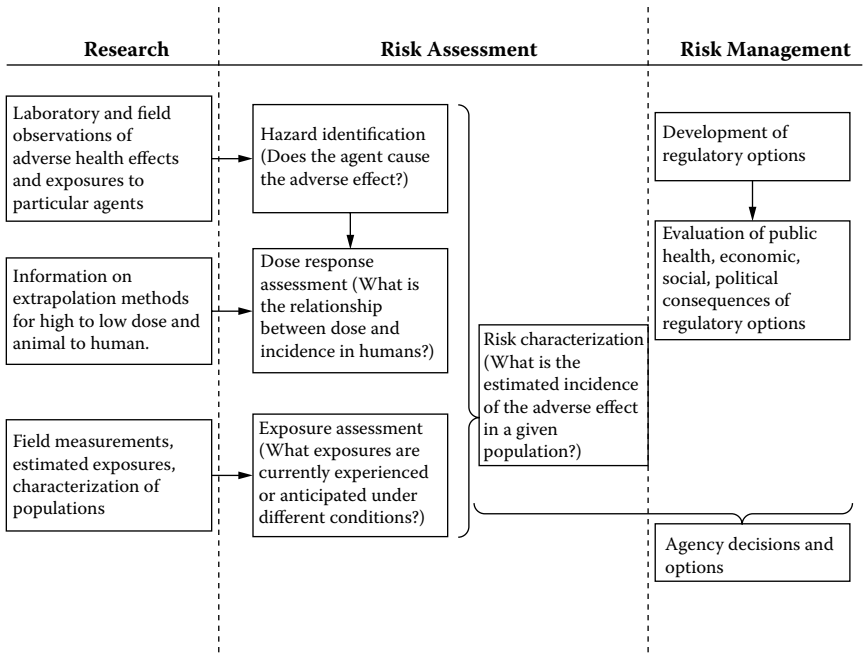 Research
Risk Assessment
Risk Management
Laboratory and field
observations of
adverse health effects
and exposures to
particular agents
Information on
extrapolation methods
for high to low dose and
animal to human.
Field measurements,
estimated exposures,
characterization of
populations
Hazard identification
(Does the agent cause
the adverse effect?)
Dose response
assessment (What is
the relationship
between dose and
incidence in humans?)
Exposure assessment
(What exposures are
currently experienced
or anticipated under
different conditions?)
Risk characterization
(What is the
estimated incidence
of the adverse effect
in a given
population?)
Development of
regulatory options
Evaluation of public
health, economic,
social, political
consequences of
regulatory options
Agency decisions and
options